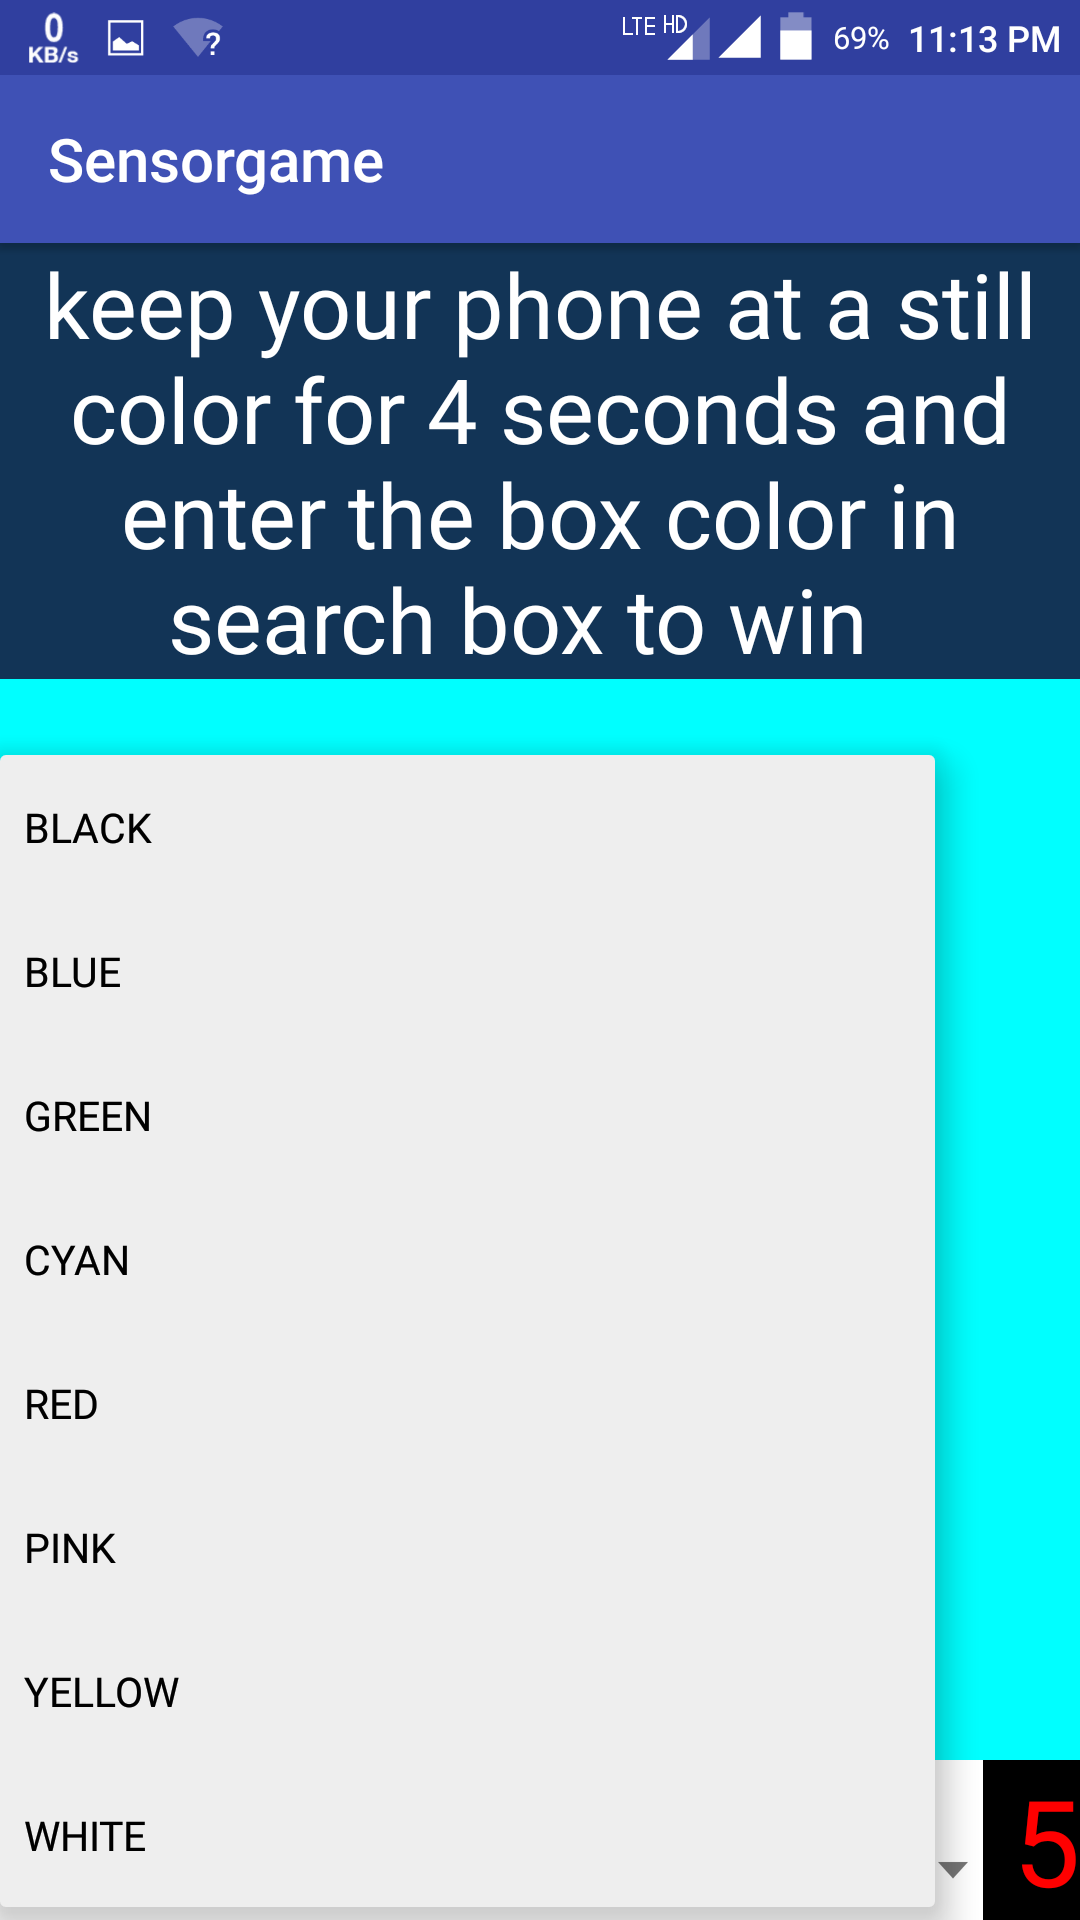 0
KB/s
?
LTE HD
69%
11:13 PM
Sensorgame
keep your phone at a still
color for 4 seconds and
enter the box color in
search box to win
BLACK
BLUE
GREEN
CYAN
RED
PINK
YELLOW
WHITE
5